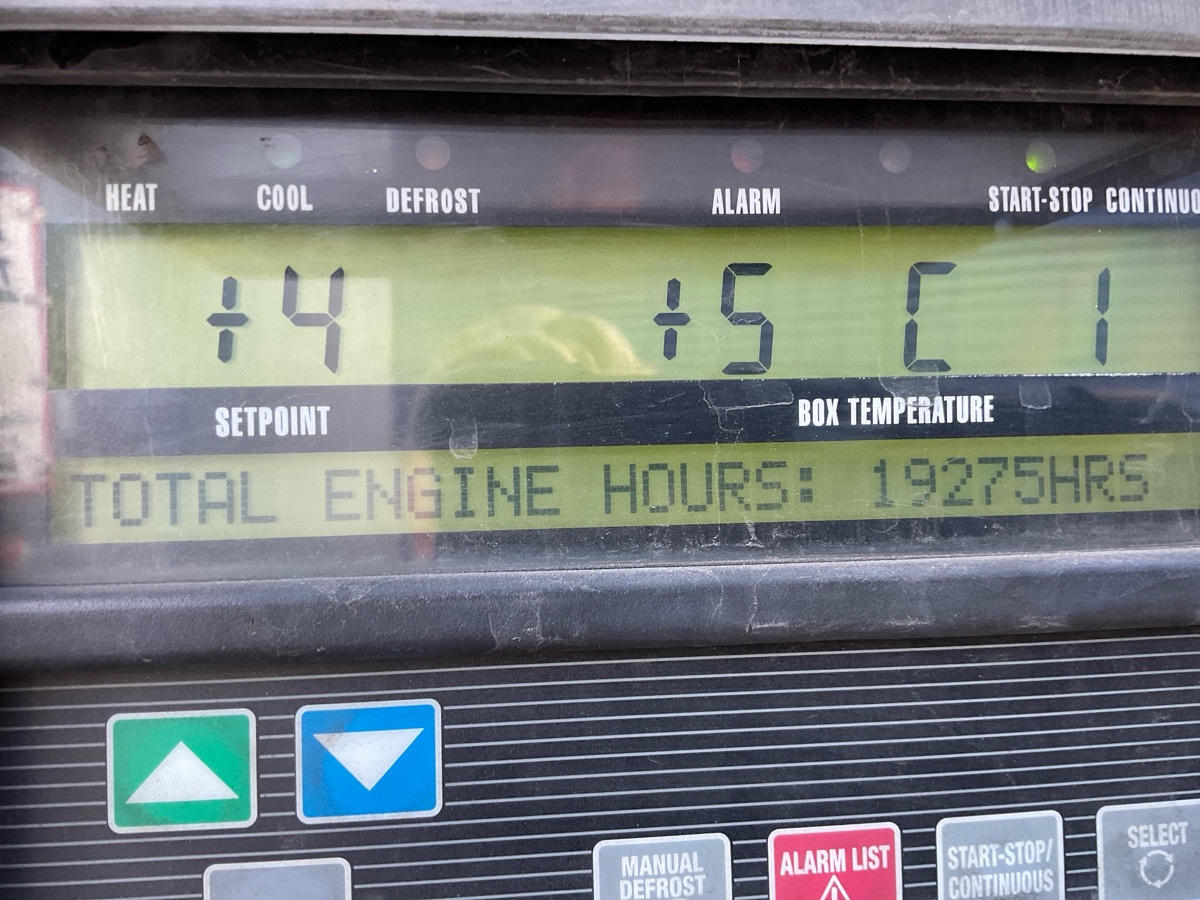 HEAT COOL DEFROST ALARM START-STOP CONTINUO
+4 +5 C 1
SETPOINT BOX TEMPERATURE
TOTAL ENGINE HOURS: 19275HRS
MANUAL DEFROST
ALARM LIST
START-STOP/
CONTINUOUS
SELECT